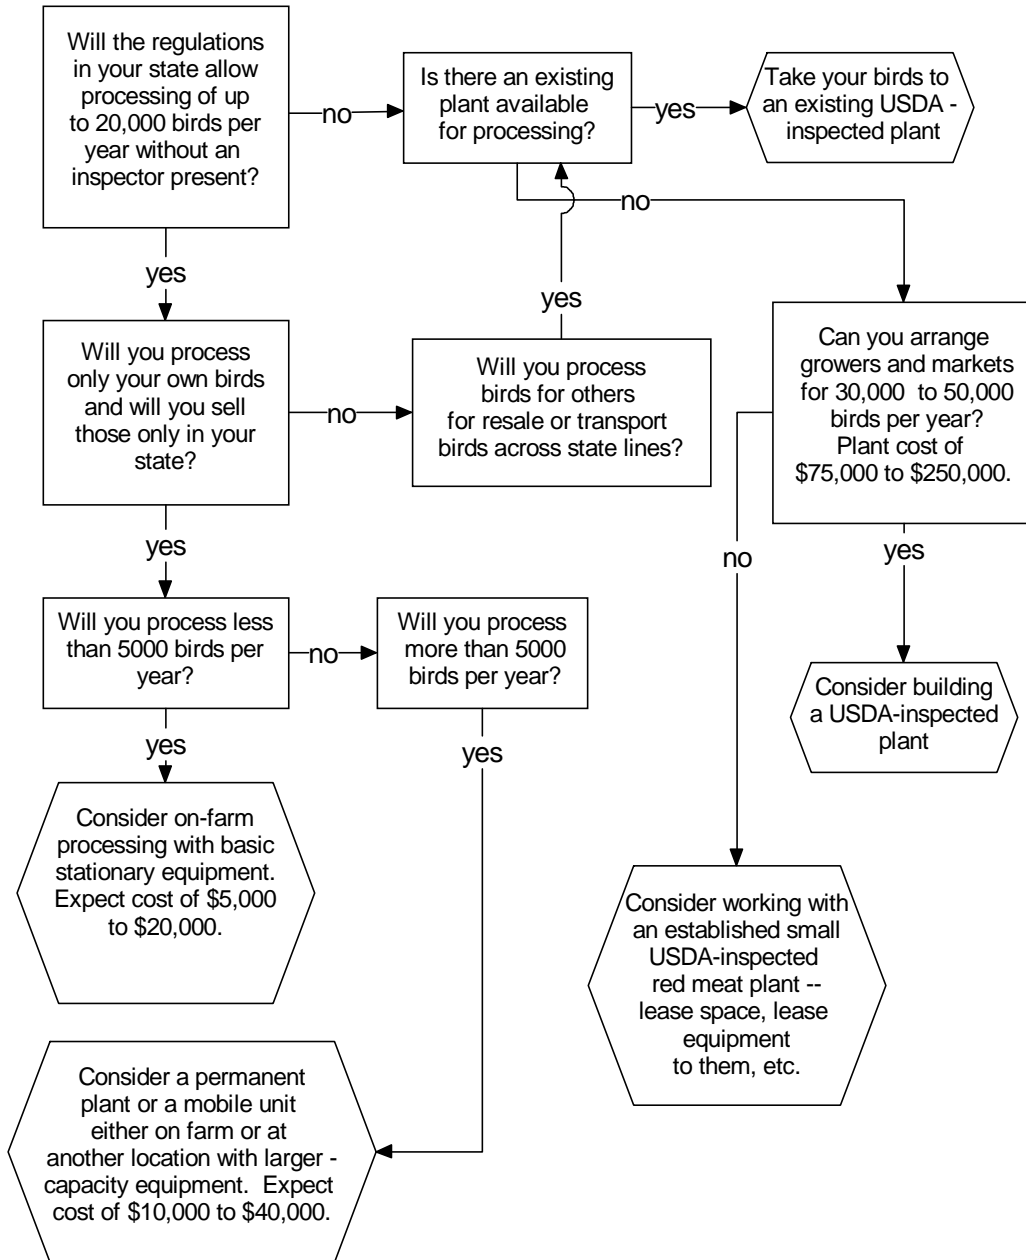 Will the regulations
in your state allow
processing of up
to 20,000 birds per
year without an
inspector present?
no
Is there an existing
plant available
for processing?
yes
Take your birds to
an existing USDA -
inspected plant
no
yes
yes
Will you process
only your own birds
and will you sell
those only in your
state?
no
Will you process
birds for others
for resale or transport
birds across state lines?
Can you arrange
growers and markets
for 30,000  to 50,000
birds per year?
Plant cost of
$75,000 to $250,000.
yes
no
yes
Will you process less
than 5000 birds per
year?
no
Will you process
more than 5000
birds per year?
Consider building
a USDA-inspected
plant
yes
yes
Consider on-farm
processing with basic
stationary equipment.
Expect cost of $5,000
to $20,000.
Consider working with
an established small
USDA-inspected
red meat plant --
lease space, lease
equipment
to them, etc.
Consider a permanent
plant or a mobile unit
either on farm or at
another location with larger -
capacity equipment.  Expect
cost of $10,000 to $40,000.